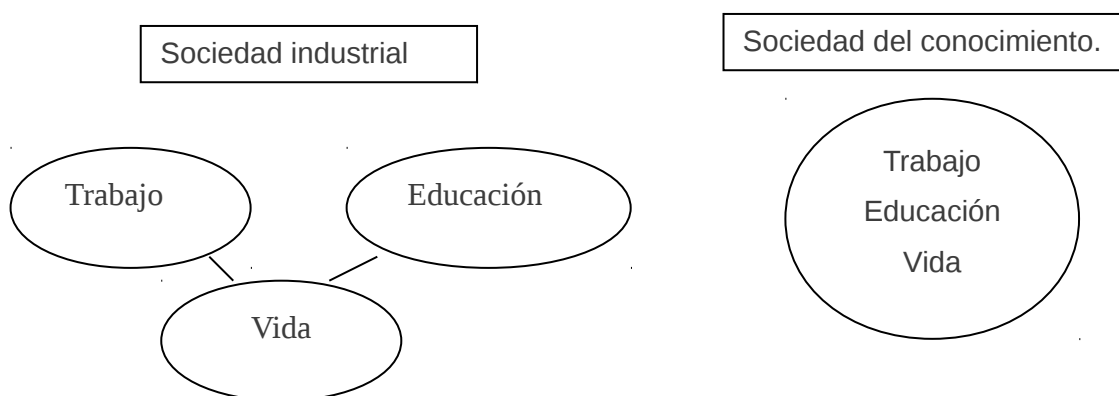 Sociedad industrial
Sociedad del conocimiento.
Trabajo
Educación
Vida
Trabajo
Educación
Vida